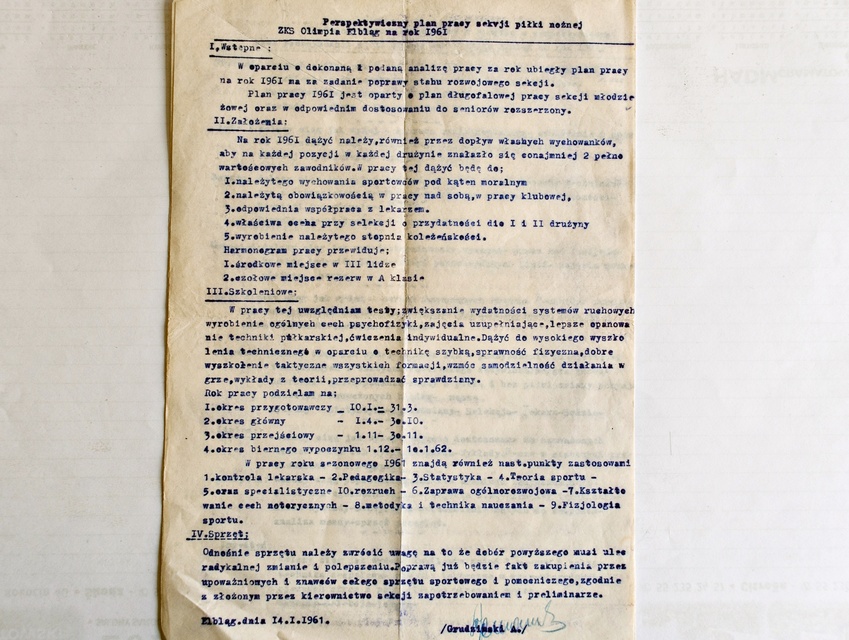 Perspektywiczny plan pracy sekvji piłki nożnej
ZKS Olimpia Elbląg na rok 1961
I.Wstępne :
W oparciu o dokonaną i podaną analizę pracy za rok ubiegły plan pracy
na rok 1961 ma za zadanie poprawy stanu rozwojowego sekcji.
Plan pracy 1961 jest oparty o plan długofalowej pracy sekcji młodzie
żowej oraz w odpowiednim dostosowaniu do seniorów rozszerzony.
II.Założenia:
Na rok 1961 dążyć należy,również przez dopływ własnych wychowanków,
aby na każdej pozycji w każdej drużynie znalazło się conajmniej 2 pełno
wartościowych zawodników.W pracy tej dążyć będę do;
1.należytego wychowania sportowców pod kątem moralnym
2.należytą obowiązkowością w pracy nad sobą,w pracy klubowej,
3.odpowiednia współpraca z lekarzem.
4.właściwa cecha przy selekcji o przydatności dla I i II drużyny
5.wyrobienie należytego stopnia koleżeńskości.
Harmonogram pracy przewiduje;
1.środkowe miejsce w III lidze
2.czołowe miejsce rezerw w A klasie
III.Szkoleniowe;
W pracy tej uwzględniam testy;zwiększanie wydatności systemów ruchowych
wyrobienie ogólnych cech psychofizyki,zajęcia uzupełniające,lepsze opanowa
nie techniki piłkarskiej,ćwiczenia indywidualne.Dążyć do wysokiego wyszko
lenia technicznego w oparciu o technikę szybką,sprawność fizyczna,dobre
wyszkolenie taktyczne wszystkich formacji,wzmóc samodzielność działania w
grze,wykłady z teorii,przeprowadzać sprawdziany.
Rok pracy podzielam na;
1.okres przygotowawczy - 10.I.- 31.3.
2.okres główny - 1.4.- 30.10.
3.okres przejściowy - 1.11- 30.11.
4.okres biernego wypoczynku 1.12.- 10.1.62.
W pracy roku sezonowego 1961 znajdą również nast.punkty zastosowani
1.kontrola lekarska - 2.Pedagogika- 3.Statystyka - 4.Teoria sportu -
5.oraz specialistyczne 10.rozruch - 6.Zaprawa ogólnorozwojowa -7.Kształto
wanie cech motorycznych - 8.metodyka i technika nauczania - 9.Fizjologia
sportu.
IV.Sprzęt;
Odnośnie sprzętu należy zwrócić uwagę na to że dobór powyższego musi ulec
radykalnej zmianie i polepszeniu.Poprawą już będzie fakt zakupienia przez
upoważnionych i znawców całego sprzętu sportowego i pomocniczego,zgodnie
z złożonym przez kierownictwo sekcji zapotrzebowaniem i preliminarze.
Elbląg.dnia 14.I.1961.
/Grudziński A./